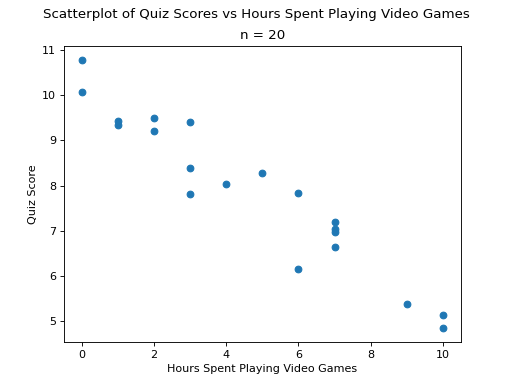 Scatterplot of Quiz Scores vs Hours Spent Playing Video Games
n = 20
11
10
9
8
7
6
5
Quiz Score
0 2 4 6 8 10
Hours Spent Playing Video Games